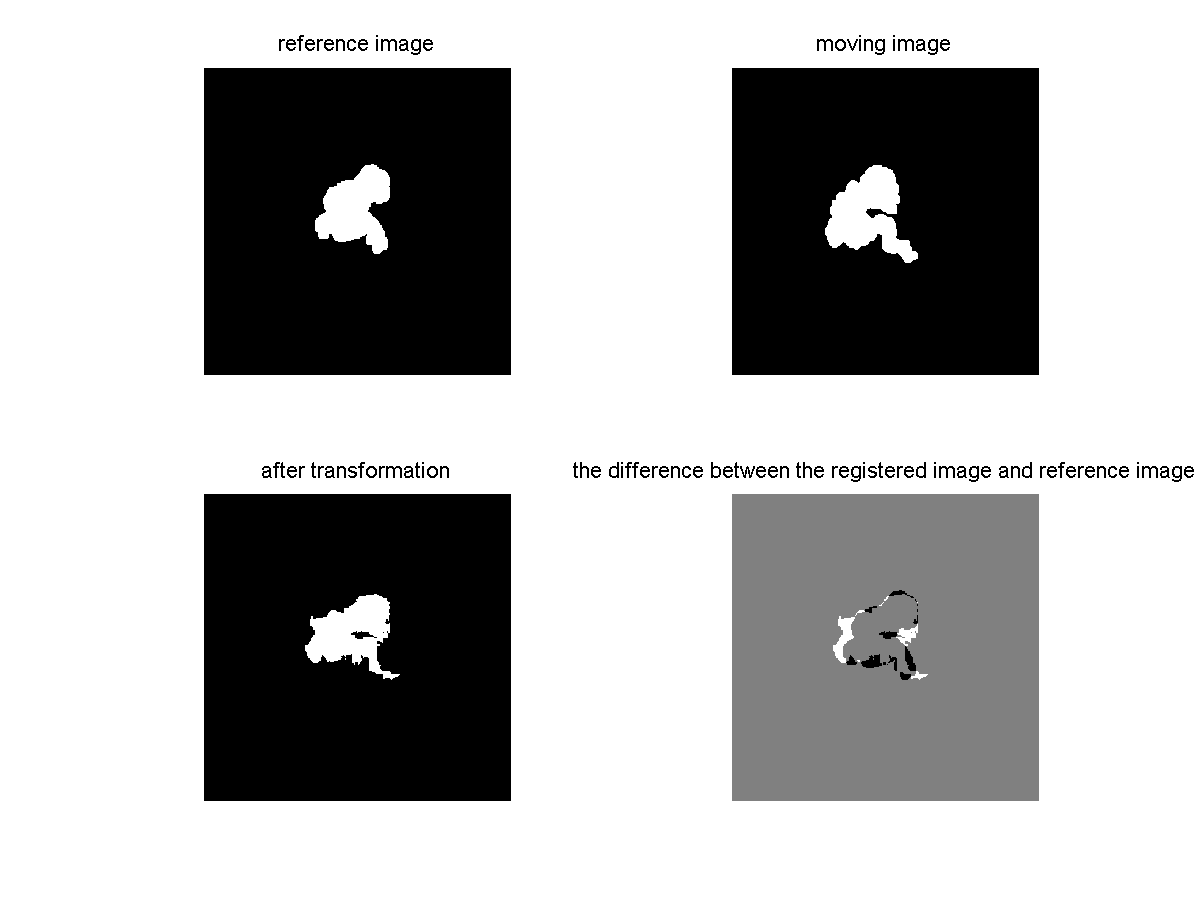 reference image
moving image
after transformation
the difference between the registered image and reference image